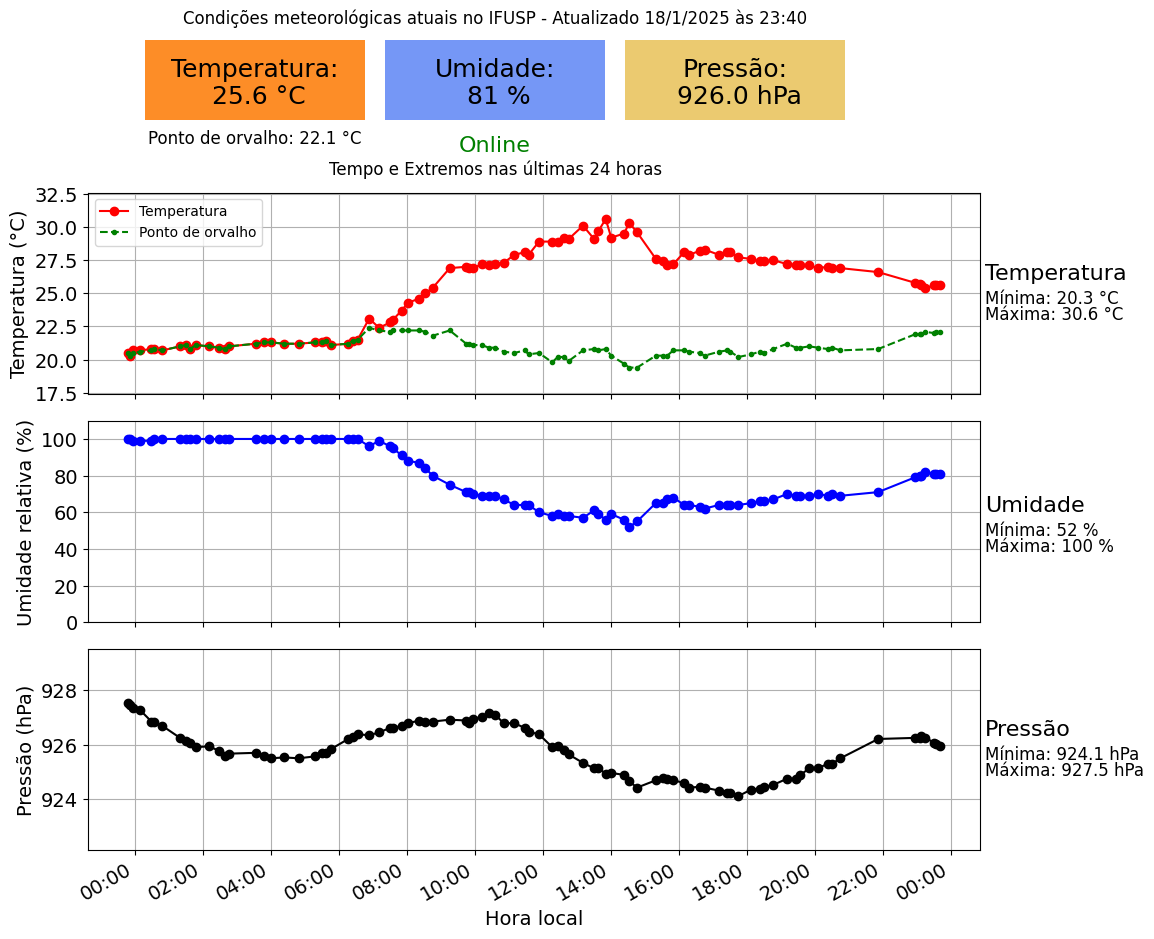 Condições meteorológicas atuais no IFUSP - Atualizado 18/1/2025 às 23:40
Temperatura:
25.6 °C
Umidade:
81 %
Pressão:
926.0 hPa
Ponto de orvalho: 22.1 °C
Online
Tempo e Extremos nas últimas 24 horas
Temperatura (°C)
32.5
30.0
27.5
25.0
22.5
20.0
17.5
Temperatura
Ponto de orvalho
Temperatura
Mínima: 20.3 °C
Máxima: 30.6 °C
Umidade relativa (%)
100
80
60
40
20
0
Umidade
Mínima: 52 %
Máxima: 100 %
Pressão (hPa)
928
926
924
Pressão
Mínima: 924.1 hPa
Máxima: 927.5 hPa
00:00
02:00
04:00
06:00
08:00
10:00
12:00
14:00
16:00
18:00
20:00
22:00
00:00
Hora local